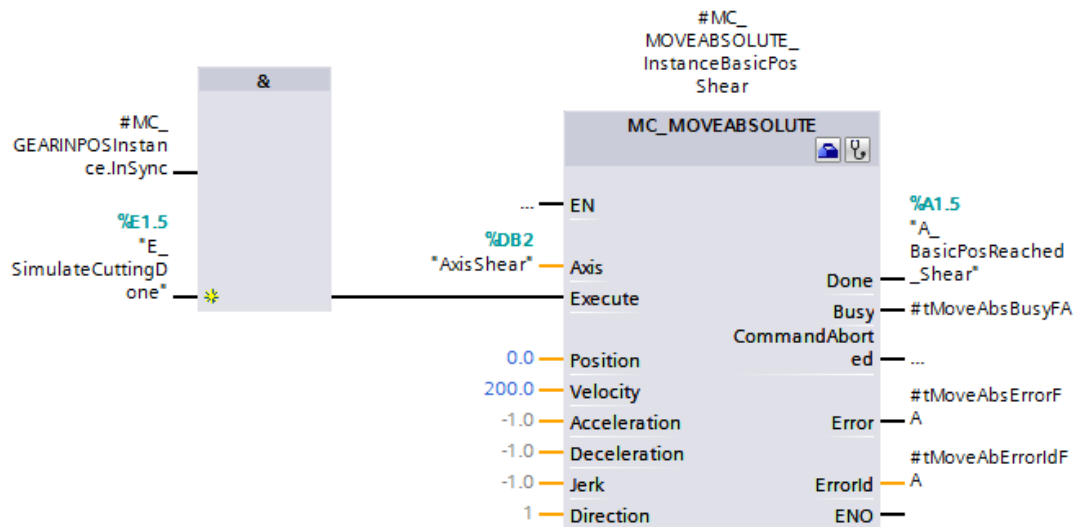 #MC_
MOVEABSOLUTE_
InstanceBasicPos
Shear
&
#MC_
GEARINPOSInstan
ce.InSync
%E1.5
"E_
SimulateCuttingD
one"
MC_MOVEABSOLUTE
... EN
%DB2
"AxisShear" Axis
Execute
0.0 Position
200.0 Velocity
-1.0 Acceleration
-1.0 Deceleration
-1.0 Jerk
1 Direction
%A1.5
"A_
BasicPosReached
Done _Shear"
Busy #tMoveAbsBusyFA
CommandAbort
ed ...
#tMoveAbsErrorF
Error A
#tMoveAbErrorIdF
ErrorId A
ENO